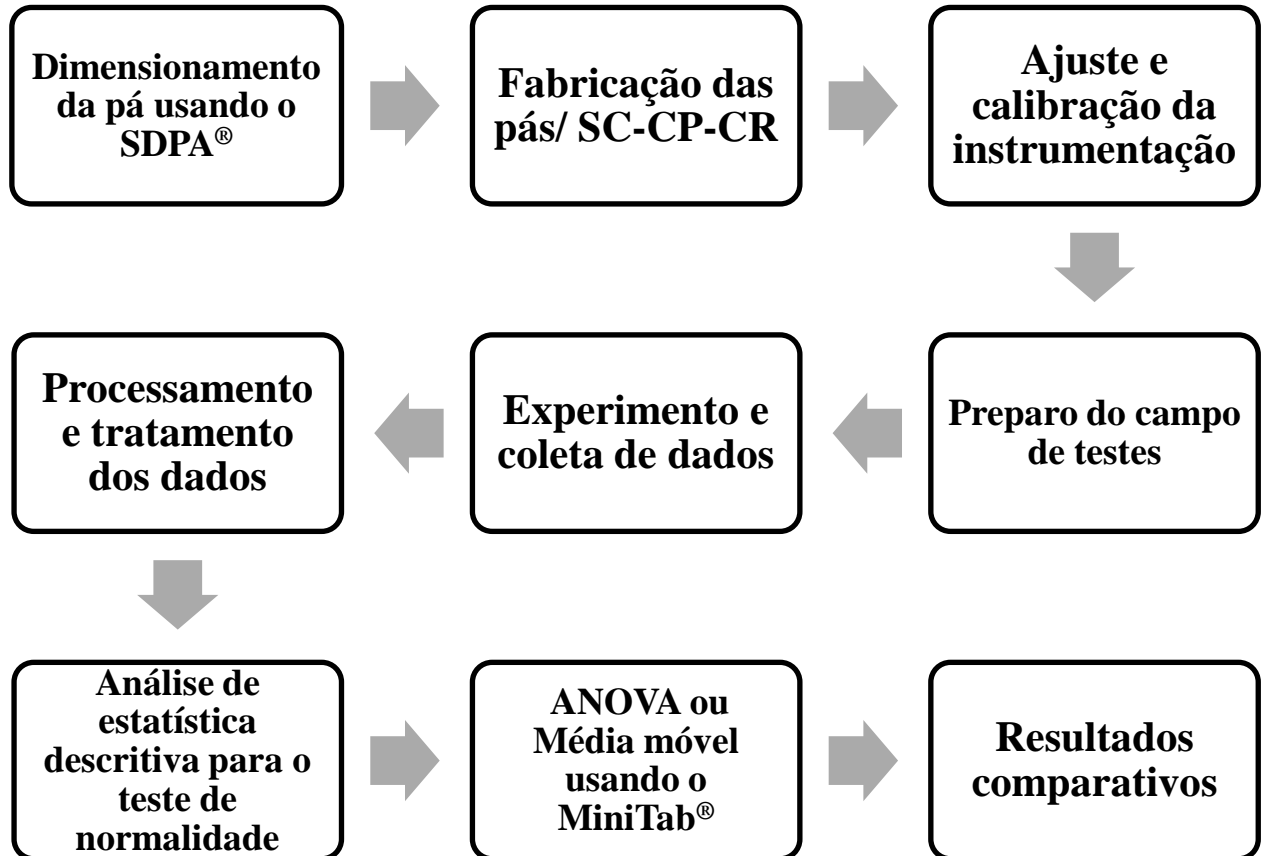 Dimensionamento
da pá usando o
SDPA®
Fabricação das
pás/ SC-CP-CR
Ajuste e
calibração da
instrumentação
Preparo do campo
de testes
Experimento e
coleta de dados
Processamento
e tratamento
dos dados
Análise de
estatística
descritiva para o
teste de
normalidade
ANOVA ou
Média móvel
usando o
MiniTab®
Resultados
comparativos